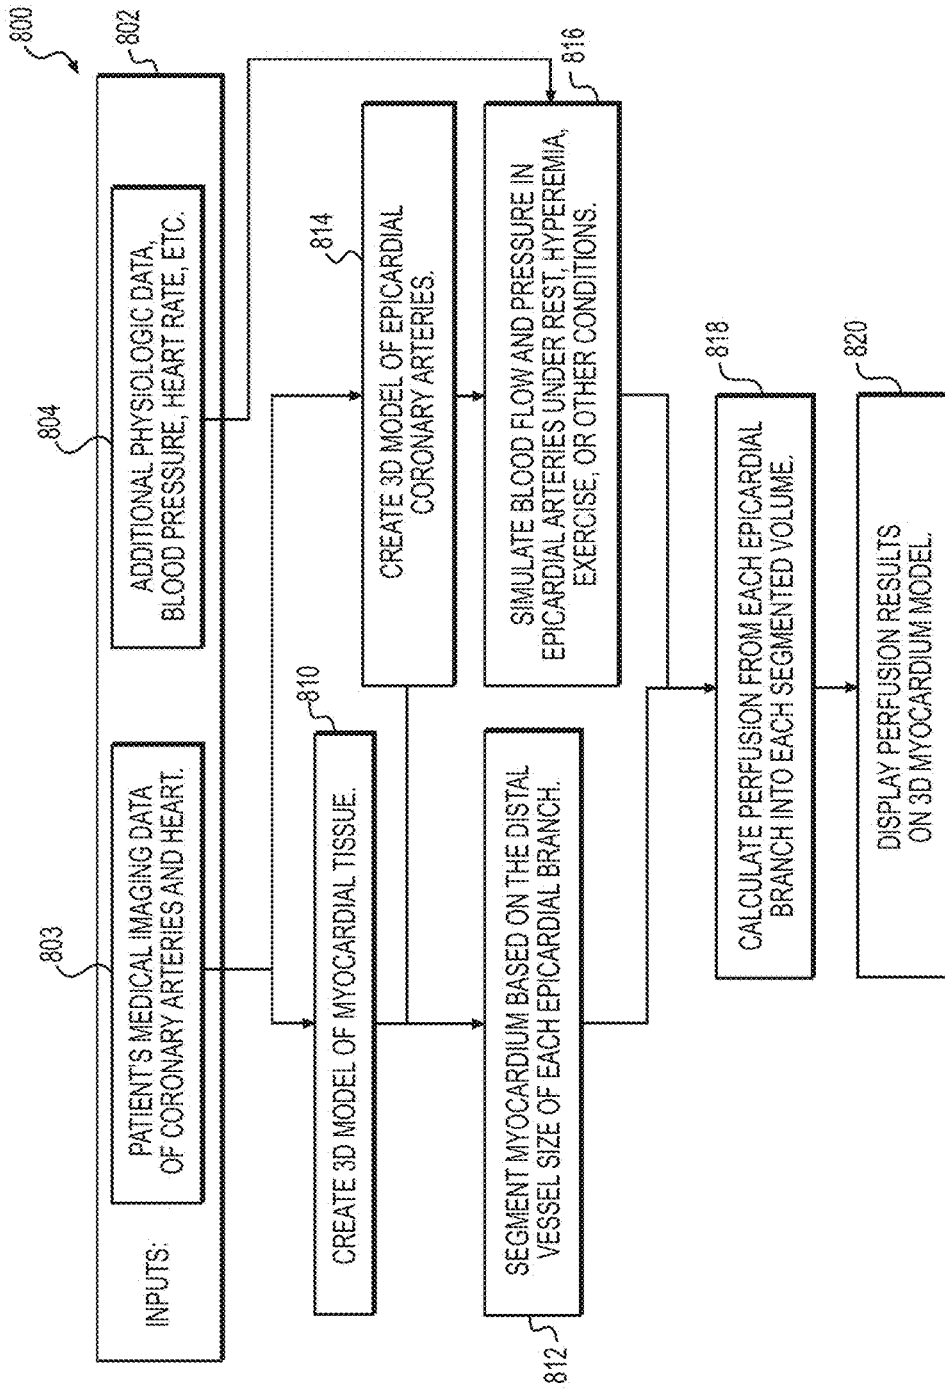 800
802
INPUTS:
803
PATIENT'S MEDICAL IMAGING DATA
OF CORONARY ARTERIES AND HEART.
804
ADDITIONAL PHYSIOLOGIC DATA,
BLOOD PRESSURE, HEART RATE, ETC.
810
CREATE 3D MODEL OF MYOCARDIAL TISSUE.
814
CREATE 3D MODEL OF EPICARDIAL
CORONARY ARTERIES.
812
SEGMENT MYOCARDIUM BASED ON THE DISTAL
VESSEL SIZE OF EACH EPICARDIAL BRANCH.
816
SIMULATE BLOOD FLOW AND PRESSURE IN
EPICARDIAL ARTERIES UNDER REST, HYPEREMIA,
EXERCISE, OR OTHER CONDITIONS.
818
CALCULATE PERFUSION FROM EACH EPICARDIAL
BRANCH INTO EACH SEGMENTED VOLUME.
820
DISPLAY PERFUSION RESULTS
ON 3D MYOCARDIUM MODEL.